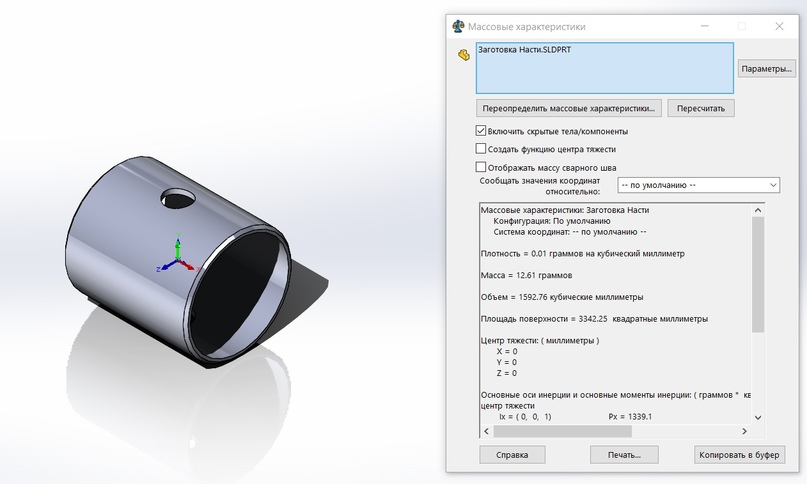 Массовые характеристики
Заготовка Насти.SLDPRT
Параметры...
Переопределить массовые характеристики...
Пересчитать
Включить скрытые тела/компоненты
Создать функцию центра тяжести
Отображать массу сварного шва
Сообщать значения координат
относительно:
-- по умолчанию --
Массовые характеристики: Заготовка Насти
Конфигурация: По умолчанию
Система координат: -- по умолчанию --
Плотность = 0.01 граммов на кубический миллиметр
Масса = 12.61 граммов
Объем = 1592.76 кубические миллиметры
Площадь поверхности = 3342.25 квадратные миллиметры
Центр тяжести: ( миллиметры )
X = 0
Y = 0
Z = 0
Основные оси инерции и основные моменты инерции: ( граммов * кв
центр тяжести
Ix = ( 0, 0, 1) Px = 1339.1
Справка
Печать...
Копировать в буфер